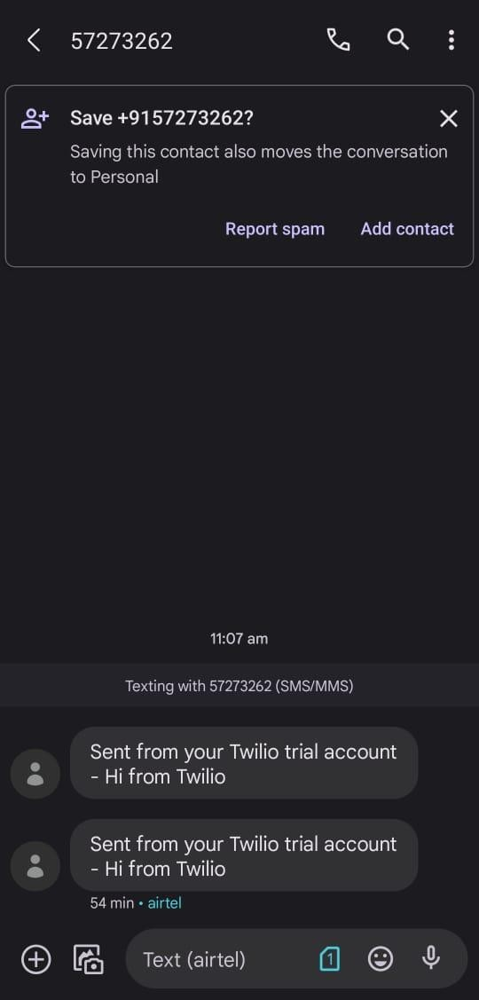 57273262
Save +9157273262?
Saving this contact also moves the conversation
to Personal
Report spam Add contact
11:07 am
Texting with 57273262 (SMS/MMS)
Sent from your Twilio trial account
- Hi from Twilio
Sent from your Twilio trial account
- Hi from Twilio
54 min • airtel
Text (airtel) 1